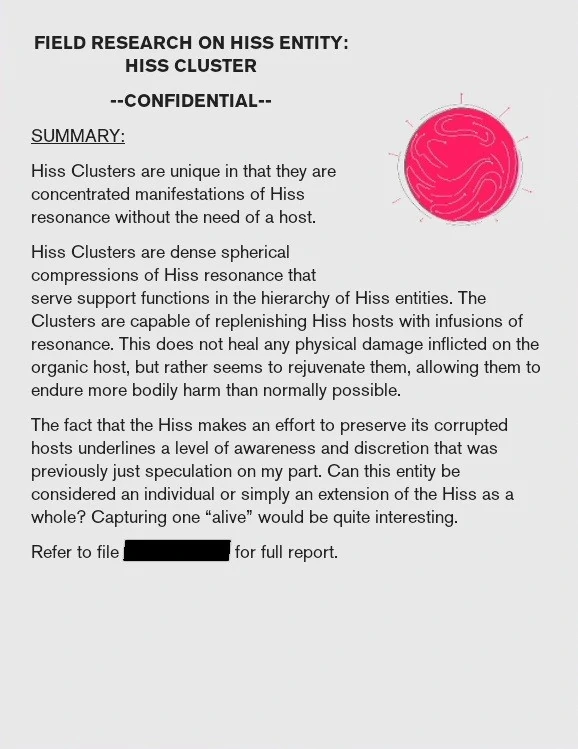 FIELD RESEARCH ON HISS ENTITY:
HISS CLUSTER
--CONFIDENTIAL--
SUMMARY:
Hiss Clusters are unique in that they are
concentrated manifestations of Hiss
resonance without the need of a host.
Hiss Clusters are dense spherical
compressions of Hiss resonance that
serve support functions in the hierarchy of Hiss entities. The
Clusters are capable of replenishing Hiss hosts with infusions of
resonance. This does not heal any physical damage inflicted on the
organic host, but rather seems to rejuvenate them, allowing them to
endure more bodily harm than normally possible.
The fact that the Hiss makes an effort to preserve its corrupted
hosts underlines a level of awareness and discretion that was
previously just speculation on my part. Can this entity be
considered an individual or simply an extension of the Hiss as a
whole? Capturing one “alive” would be quite interesting.
Refer to file for full report.